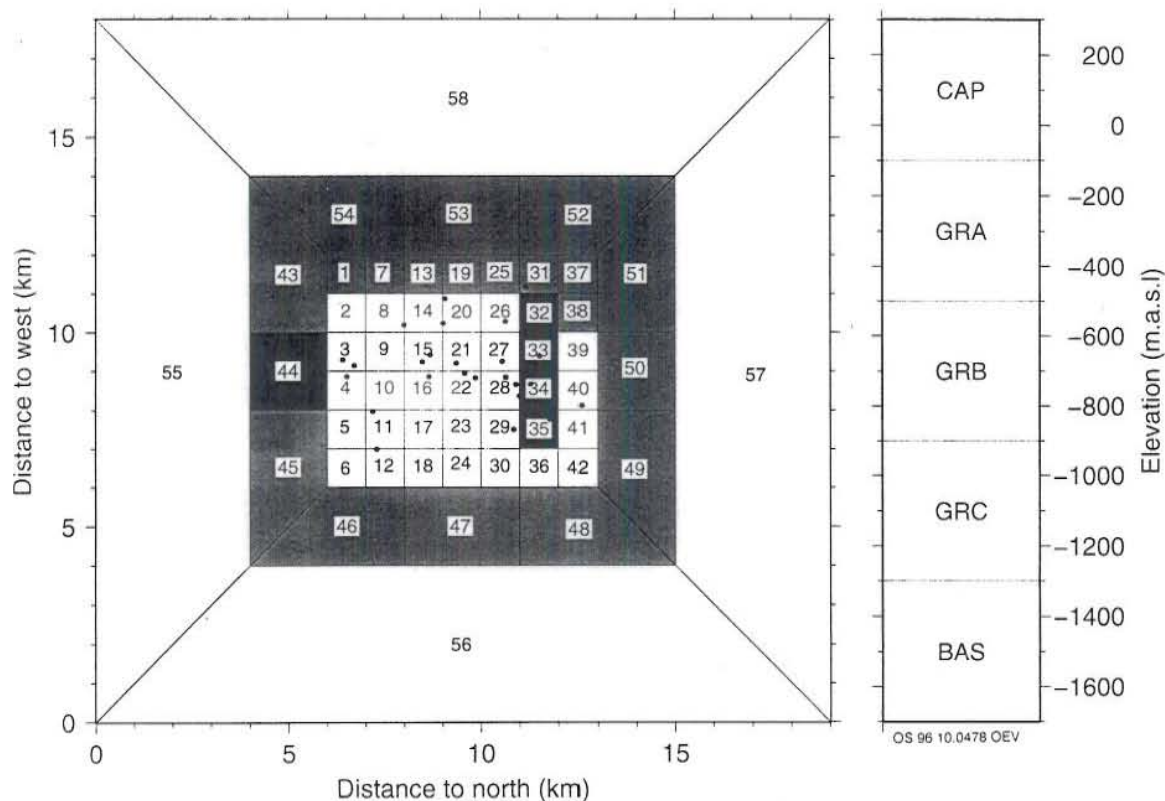 58
15
54 53 52
43 1 7 13 19 25 31 37 51
2 8 14 20 26 32 38
10
3 9 15 21 27 33 39
55 44 50 57
4 10 16 22 28 34 40
5 11 17 23 29 35 41
45 6 12 18 24 30 36 42 49
5
46 47 48
56
0
0 5 10 15
Distance to north (km)
Distance to west (km)
CAP
GRA
GRB
GRC
BAS
200
0
−200
−400
−600
−800
−1000
−1200
−1400
−1600
Elevation (m.a.s.l)
OS 96 10.0478 OEV